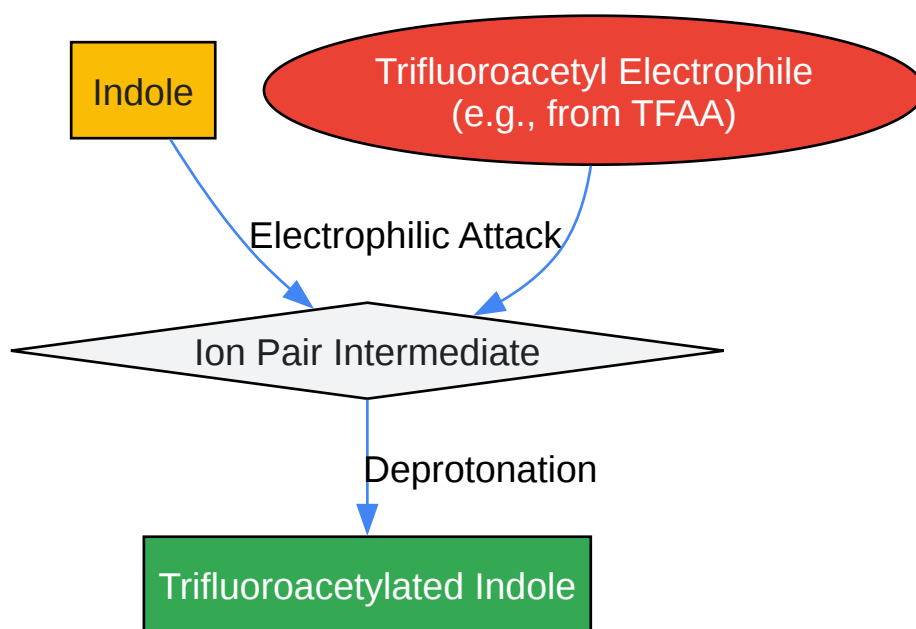 Indole
Trifluoroacetyl Electrophile
(e.g., from TFAA)
Electrophilic Attack
Ion Pair Intermediate
Deprotonation
Trifluoroacetylated Indole